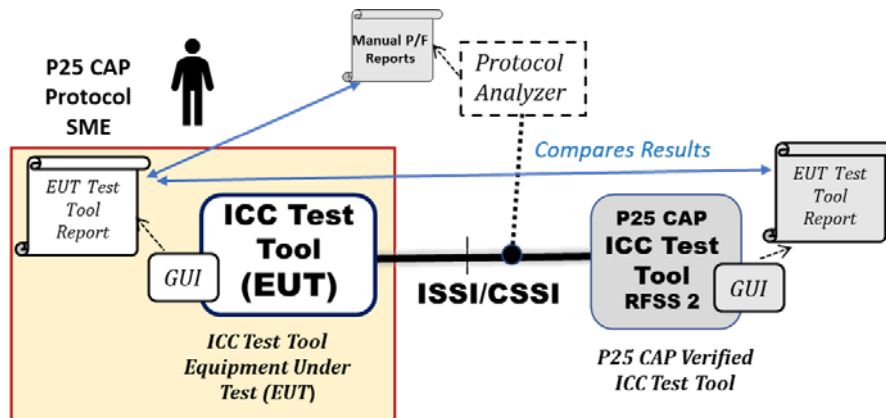 Manual P/F
Reports
P25 CAP
Protocol
SME
Protocol
Analyzer
Compares Results
EUT Test
Tool
Report
GUI
ICC Test
Tool
(EUT)
ISSI/CSSI
P25 CAP
ICC Test
Tool
RFSS 2
GUI
EUT Test
Tool
Report
ICC Test Tool
Equipment Under
Test (EUT)
P25 CAP Verified
ICC Test Tool